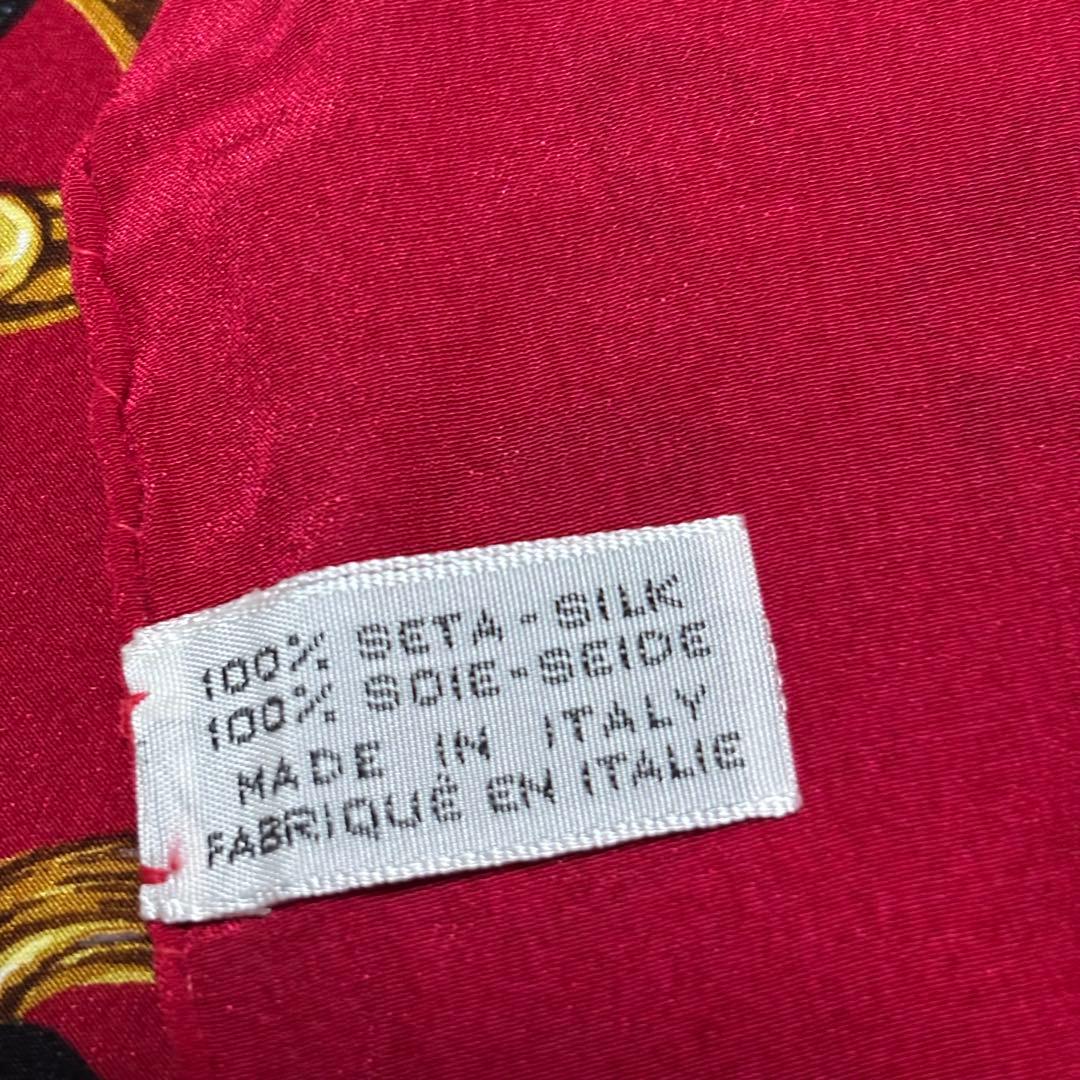 100% SETA - SILK
100% SOIE - SEIDE
MADE IN ITALY
FABRIQUÉ EN ITALIE